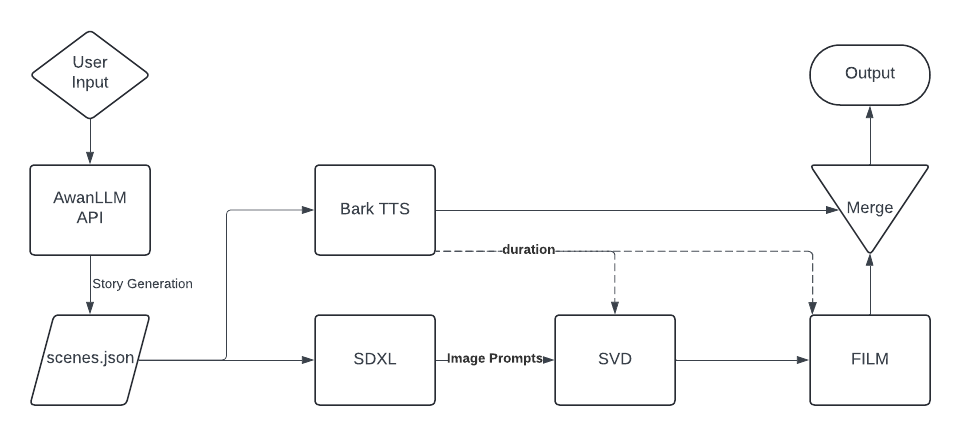 User
Input
Output
AwanLLM
API
Bark TTS
Merge
duration
Story Generation
scenes.json
SDXL
Image Prompts
SVD
FILM